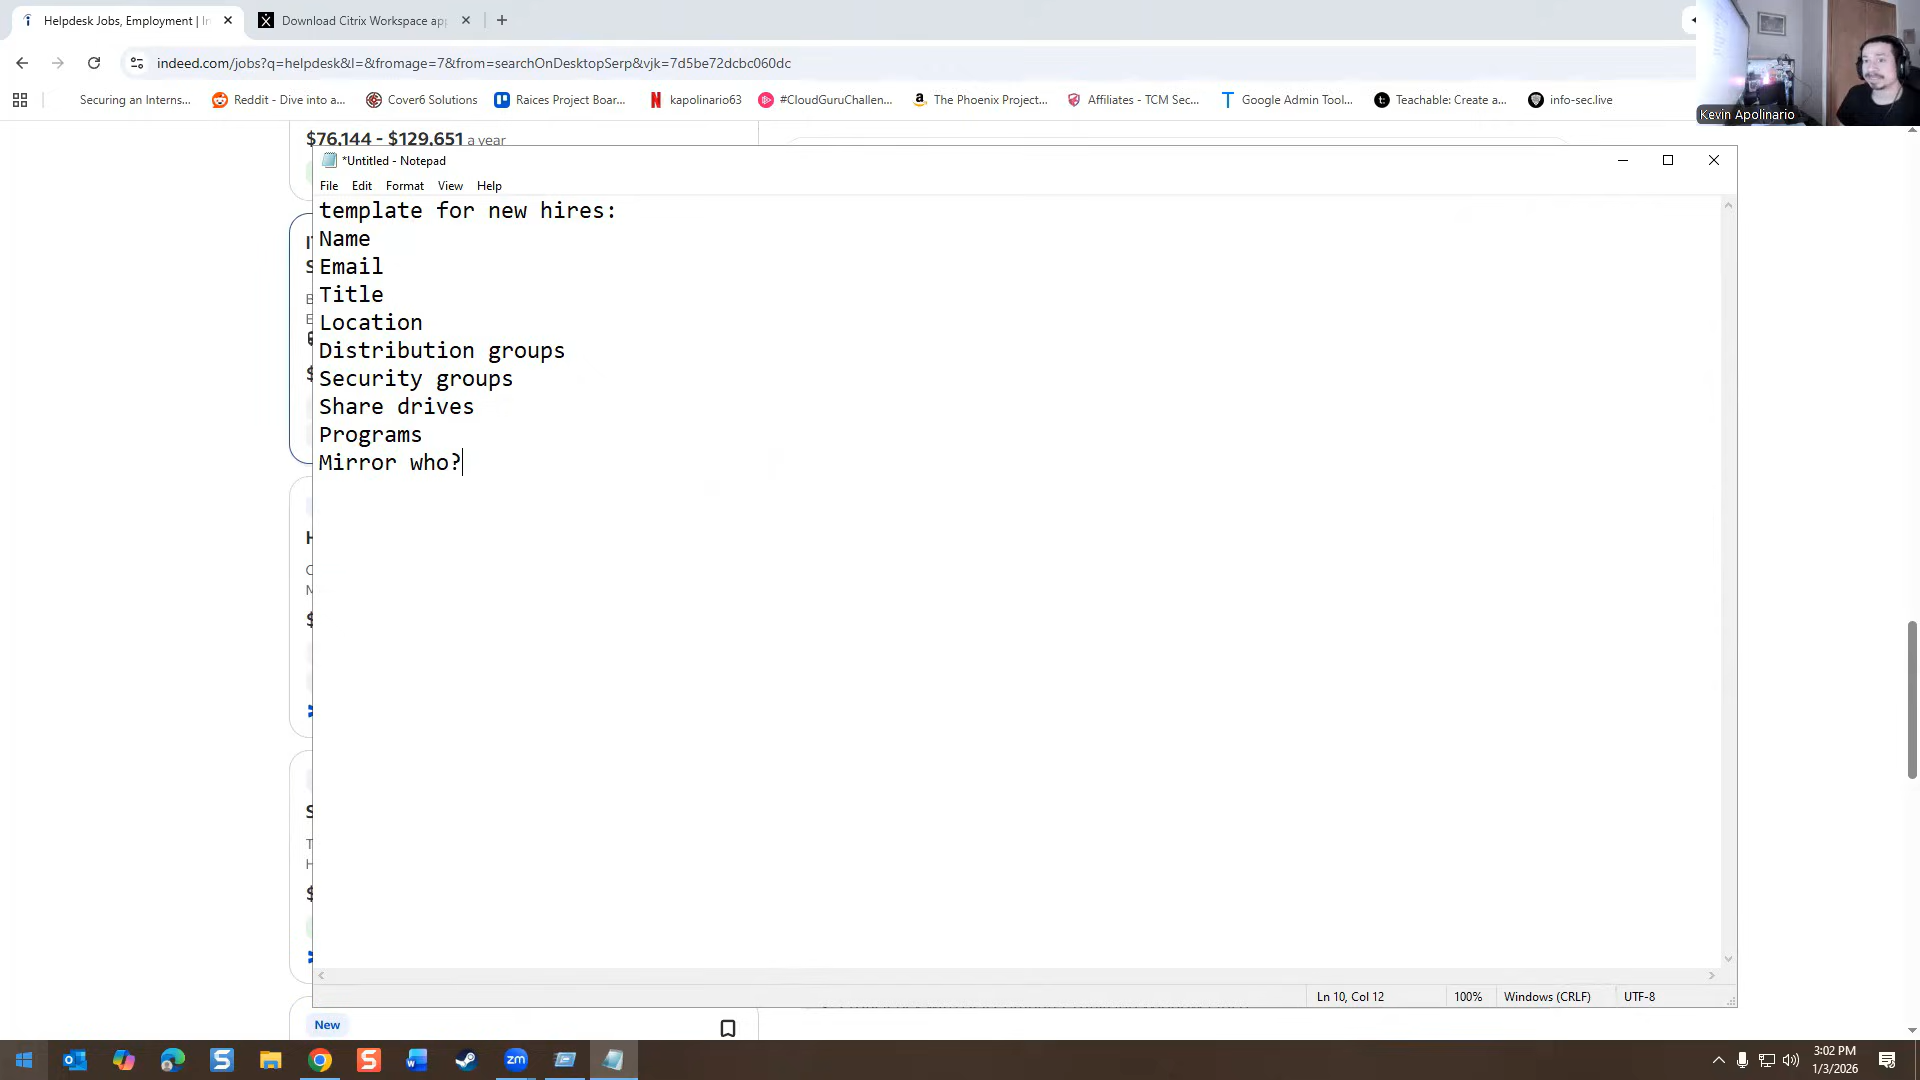 Helpdesk Jobs, Employment | In
Download Citrix Workspace app
indeed.com/jobs?q=helpdesk&l=&fromage=7&from=searchOnDesktopSerp&vjk=7d5be72dcbc060dc
Securing an Interns...
Reddit - Dive into a...
Cover6 Solutions
Raices Project Boar...
kapolinario63
#CloudGuruChallen...
The Phoenix Project...
Affiliates - TCM Sec...
Google Admin Tool...
Teachable: Create a...
info-sec.live
Kevin Apolinario
$76,144 - $129,651 a year
*Untitled - Notepad
File Edit Format View Help
template for new hires:
Name
Email
Title
Location
Distribution groups
Security groups
Share drives
Programs
Mirror who?
Ln 10, Col 12
100%
Windows (CRLF)
UTF-8
New
3:02 PM
1/3/2026